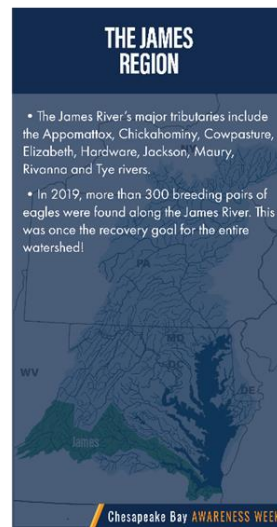 THE JAMES
REGION
• The James River's major tributaries include
the Appomattox, Chickahominy, Cowpasture,
Elizabeth, Hardware, Jackson, Maury,
Rivanna and Tye rivers.
• In 2019, more than 300 breeding pairs of
eagles were found along the James River. This
was once the recovery goal for the entire
watershed!
NY
PA
MD
DC
WV
DE
James
Chesapeake Bay AWARENESS WEEK